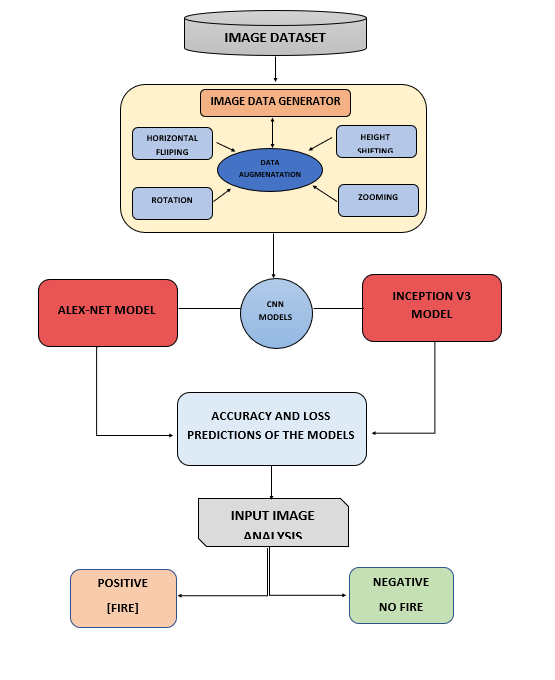 IMAGE DATASET
IMAGE DATA GENERATOR
HORIZONTAL
FLIIPING
HEIGHT
SHIFTING
DATA
AUGMENATATION
ROTATION
ZOOMING
ALEX-NET MODEL
CNN
MODELS
INCEPTION V3
MODEL
ACCURACY AND LOSS
PREDICTIONS OF THE MODELS
INPUT IMAGE
ANALYSIS
POSITIVE
[FIRE]
NEGATIVE
NO FIRE